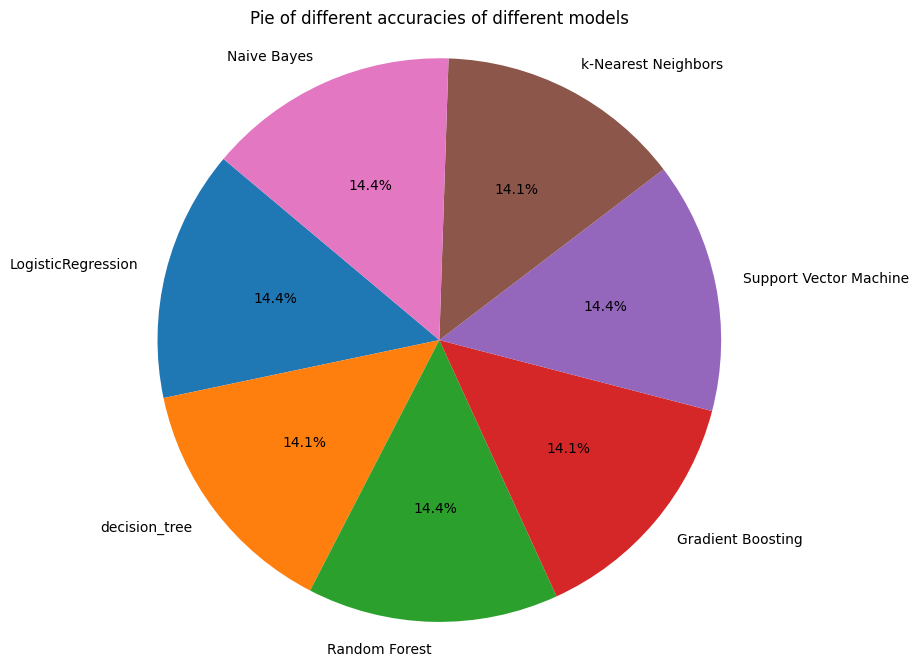 Pie of different accuracies of different models
Naive Bayes
k-Nearest Neighbors
14.4%
14.1%
LogisticRegression
Support Vector Machine
14.4%
14.4%
14.1%
14.1%
14.4%
decision_tree
Gradient Boosting
Random Forest